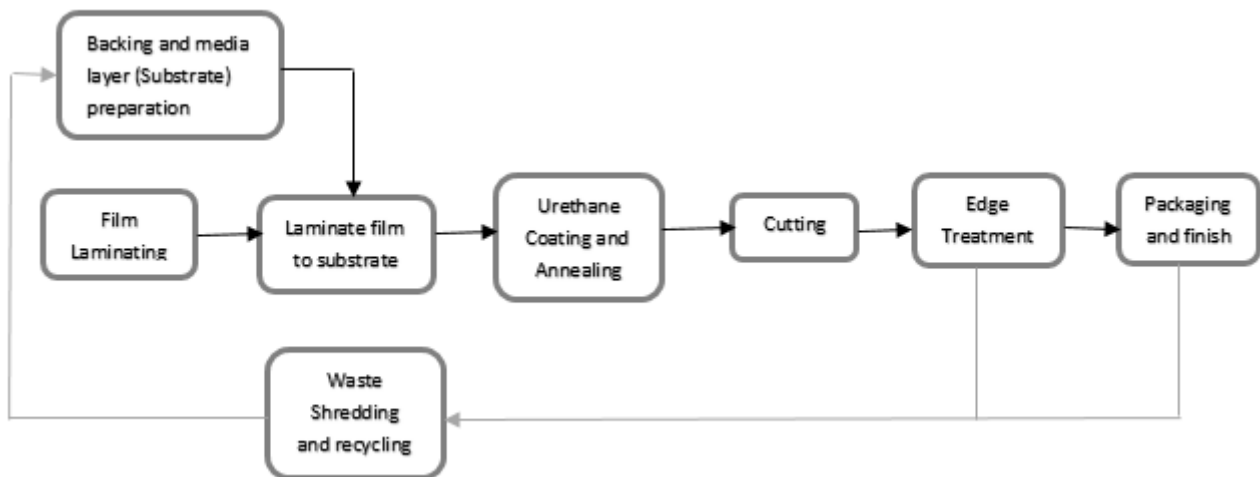 Backing and media
layer (Substrate)
preparation
Film
Laminating
Laminate film
to substrate
Urethane
Coating and
Annealing
Cutting
Edge
Treatment
Packaging
and finish
Waste
Shredding
and recycling